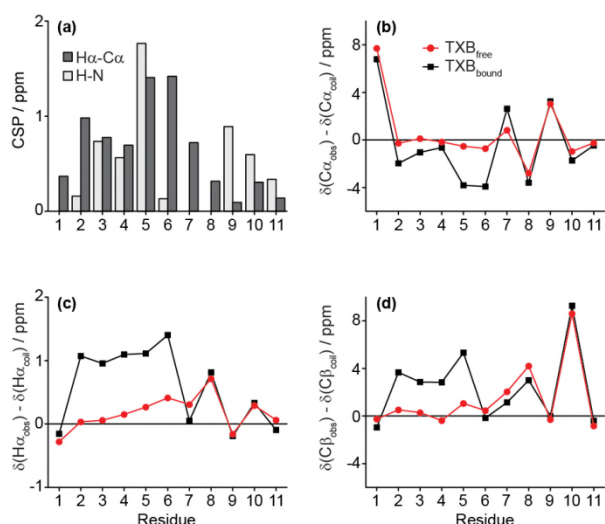 (a)
Hα-Cα
H-N
CSP / ppm
2
1
0
1 2 3 4 5 6 7 8 9 10 11
(b)
TXBfree
TXBbound
δ(Cαobs) - δ(Cαcoil) / ppm
8
4
0
-4
1 2 3 4 5 6 7 8 9 10 11
(c)
δ(Hαobs) - δ(Hαcoil) / ppm
2
1
0
-1
1 2 3 4 5 6 7 8 9 10 11
Residue
(d)
δ(Cβobs) - δ(Cβcoil) / ppm
8
4
0
-4
1 2 3 4 5 6 7 8 9 10 11
Residue